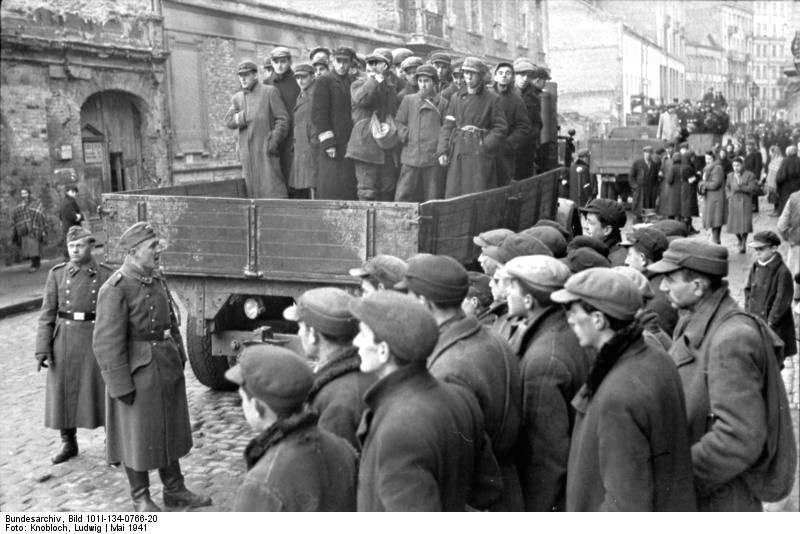 Bundesarchiv, Bild 101I-134-0766-20
Foto: Knobloch, Ludwig | Mai 1941